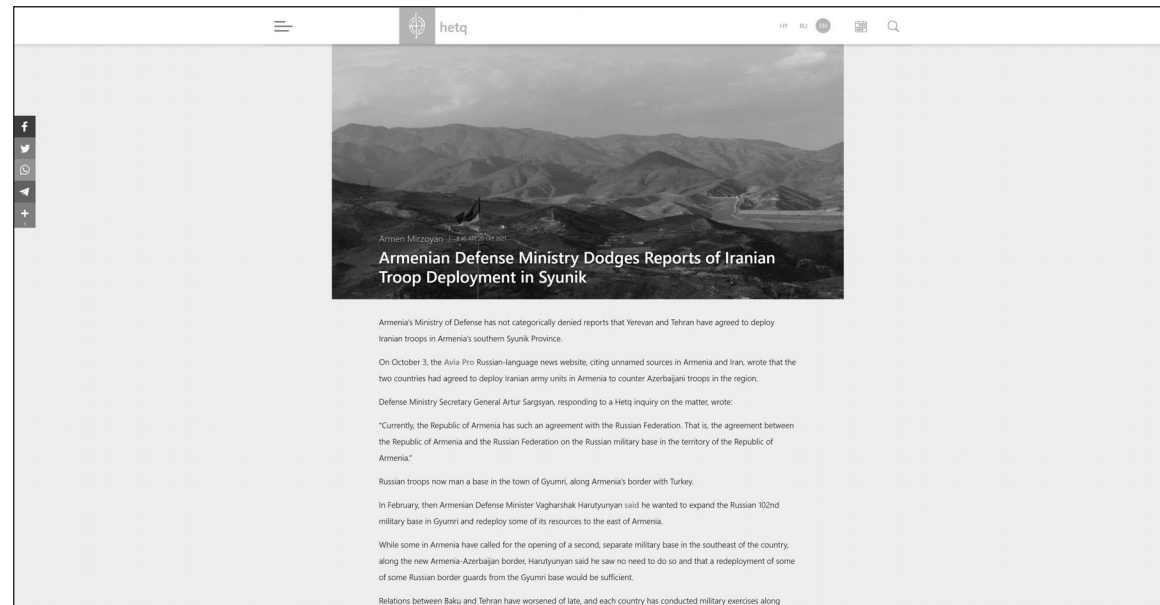 hetq
HY RU EN
Armen Mirzoyan | 8:40 AM, 20 Oct 2021
Armenian Defense Ministry Dodges Reports of Iranian
Troop Deployment in Syunik
Armenia's Ministry of Defense has not categorically denied reports that Yerevan and Tehran have agreed to deploy
Iranian troops in Armenia's southern Syunik Province.
On October 3, the Avia Pro Russian-language news website, citing unnamed sources in Armenia and Iran, wrote that the
two countries had agreed to deploy Iranian army units in Armenia to counter Azerbaijani troops in the region.
Defense Ministry Secretary General Artur Sargsyan, responding to a Hetq inquiry on the matter, wrote:
"Currently, the Republic of Armenia has such an agreement with the Russian Federation. That is, the agreement between
the Republic of Armenia and the Russian Federation on the Russian military base in the territory of the Republic of
Armenia."
Russian troops now man a base in the town of Gyumri, along Armenia's border with Turkey.
In February, then Armenian Defense Minister Vagharshak Harutyunyan said he wanted to expand the Russian 102nd
military base in Gyumri and redeploy some of its resources to the east of Armenia.
While some in Armenia have called for the opening of a second, separate military base in the southeast of the country,
along the new Armenia-Azerbaijan border, Harutyunyan said he saw no need to do so and that a redeployment of some
of some Russian border guards from the Gyumri base would be sufficient.
Relations between Baku and Tehran have worsened of late, and each country has conducted military exercises along